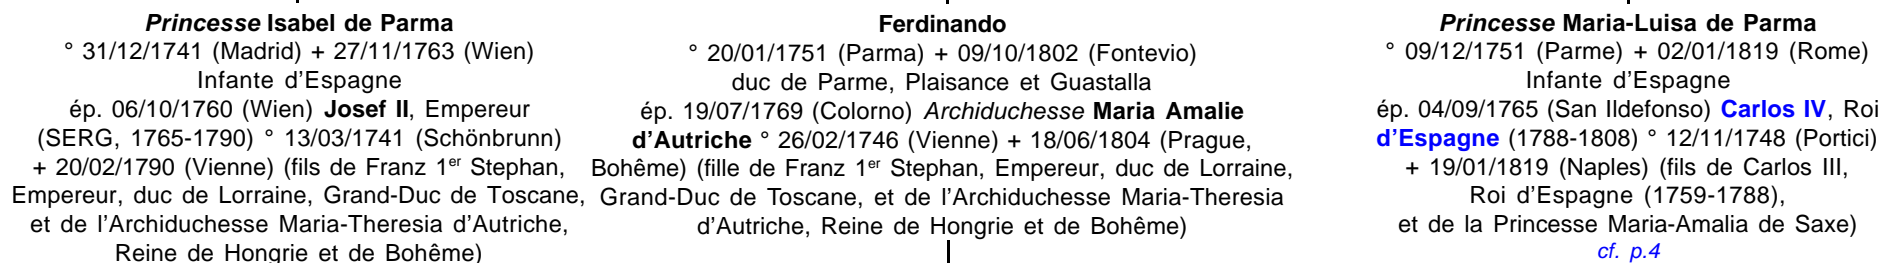 Princesse Isabel de Parma
° 31/12/1741 (Madrid) + 27/11/1763 (Wien)
Infante d’Espagne
ép. 06/10/1760 (Wien) Josef II, Empereur
(SERG, 1765-1790) ° 13/03/1741 (Schönbrunn)
+ 20/02/1790 (Vienne) (fils de Franz 1er Stephan,
Empereur, duc de Lorraine, Grand-Duc de Toscane,
et de l’Archiduchesse Maria-Theresia d’Autriche,
Reine de Hongrie et de Bohême)
Ferdinando
° 20/01/1751 (Parma) + 09/10/1802 (Fontevio)
duc de Parme, Plaisance et Guastalla
ép. 19/07/1769 (Colorno) Archiduchesse Maria Amalie
d’Autriche ° 26/02/1746 (Vienne) + 18/06/1804 (Prague,
Bohême) (fille de Franz 1er Stephan, Empereur, duc de Lorraine,
Grand-Duc de Toscane, et de l’Archiduchesse Maria-Theresia
d’Autriche, Reine de Hongrie et de Bohême)
Princesse Maria-Luisa de Parma
° 09/12/1751 (Parme) + 02/01/1819 (Rome)
Infante d’Espagne
ép. 04/09/1765 (San Ildefonso) Carlos IV, Roi
d’Espagne (1788-1808) ° 12/11/1748 (Portici)
+ 19/01/1819 (Naples) (fils de Carlos III,
Roi d’Espagne (1759-1788),
et de la Princesse Maria-Amalia de Saxe)
cf. p.4